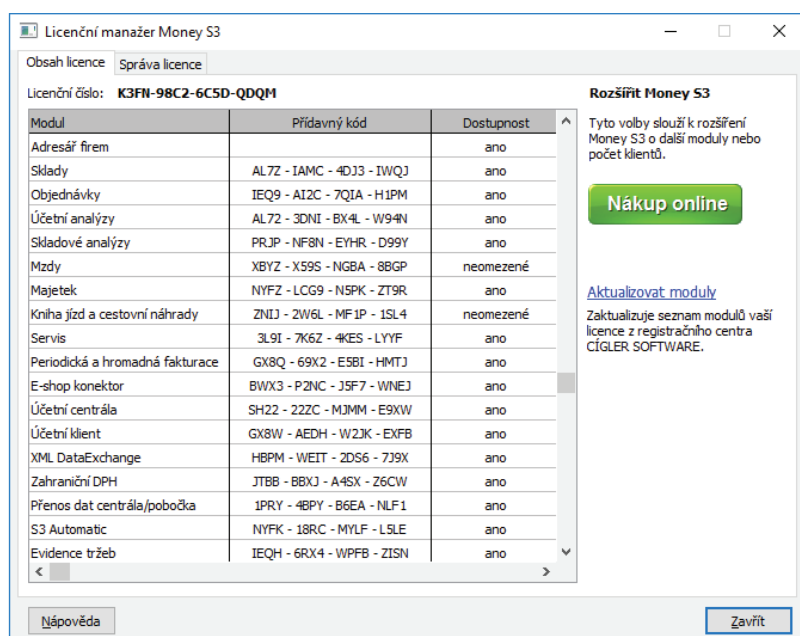 Licenční manažer Money S3
Obsah licence Správa licence
Licenční číslo: K3FN-98C2-6C5D-QDQM
Modul Přídavný kód Dostupnost
Adresář firem ano
Sklady AL7Z - IAMC - 4DJ3 - IWQJ ano
Objednávky IEQ9 - AI2C - 7QIA - H1PM ano
Účetní analýzy AL72 - 3DNI - BX4L - W94N ano
Skladové analýzy PRJP - NF8N - EYHR - D99Y ano
Mzdy XBYZ - X59S - NGBA - 8BGP neomezené
Majetek NYFZ - LCG9 - N5PK - ZT9R ano
Kniha jízd a cestovní náhrady ZNIJ - 2W6L - MF1P - 1SL4 neomezené
Servis 3L9I - 7K6Z - 4KES - LYYF ano
Periodická a hromadná fakturace GX8Q - 69X2 - E5BI - HMTJ ano
E-shop konektor BWX3 - P2NC - J5F7 - WNEJ ano
Účetní centrála SH22 - 22ZC - MJMM - E9XW ano
Účetní klient GX8W - AEDH - W2JK - EXFB ano
XML DataExchange HBPM - WEIT - 2DS6 - 7J9X ano
Zahraniční DPH JTBB - BBXJ - A4SX - Z6CW ano
Přenos dat centrála/pobočka 1PRY - 4BPY - B6EA - NLF1 ano
S3 Automatic NYFK - 18RC - MYLF - L5LE ano
Evidence tržeb IEQH - 6RX4 - WPFB - ZISN ano
Rozšířit Money S3
Tyto volby slouží k rozšíření
Money S3 o další moduly nebo
počet klientů.
Nákup online
Aktualizovat moduly
Zaktualizuje seznam modulů vaší
licence z registračního centra
CÍGLER SOFTWARE.
Nápověda Zavřít